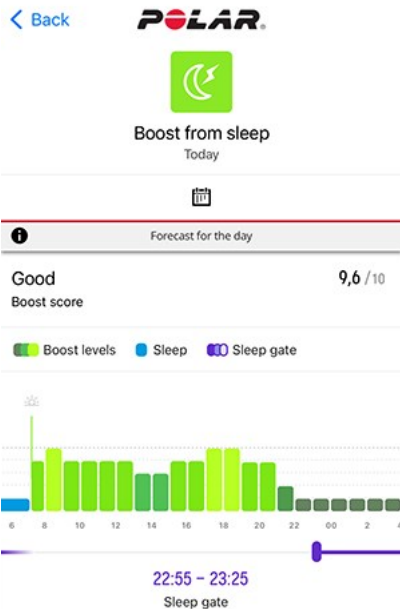 Back
POLAR
Boost from sleep
Today
Forecast for the day
Good
9,6 /10
Boost score
Boost levels Sleep Sleep gate
6 8 10 12 14 16 18 20 22 00 2 4
22:55 – 23:25
Sleep gate